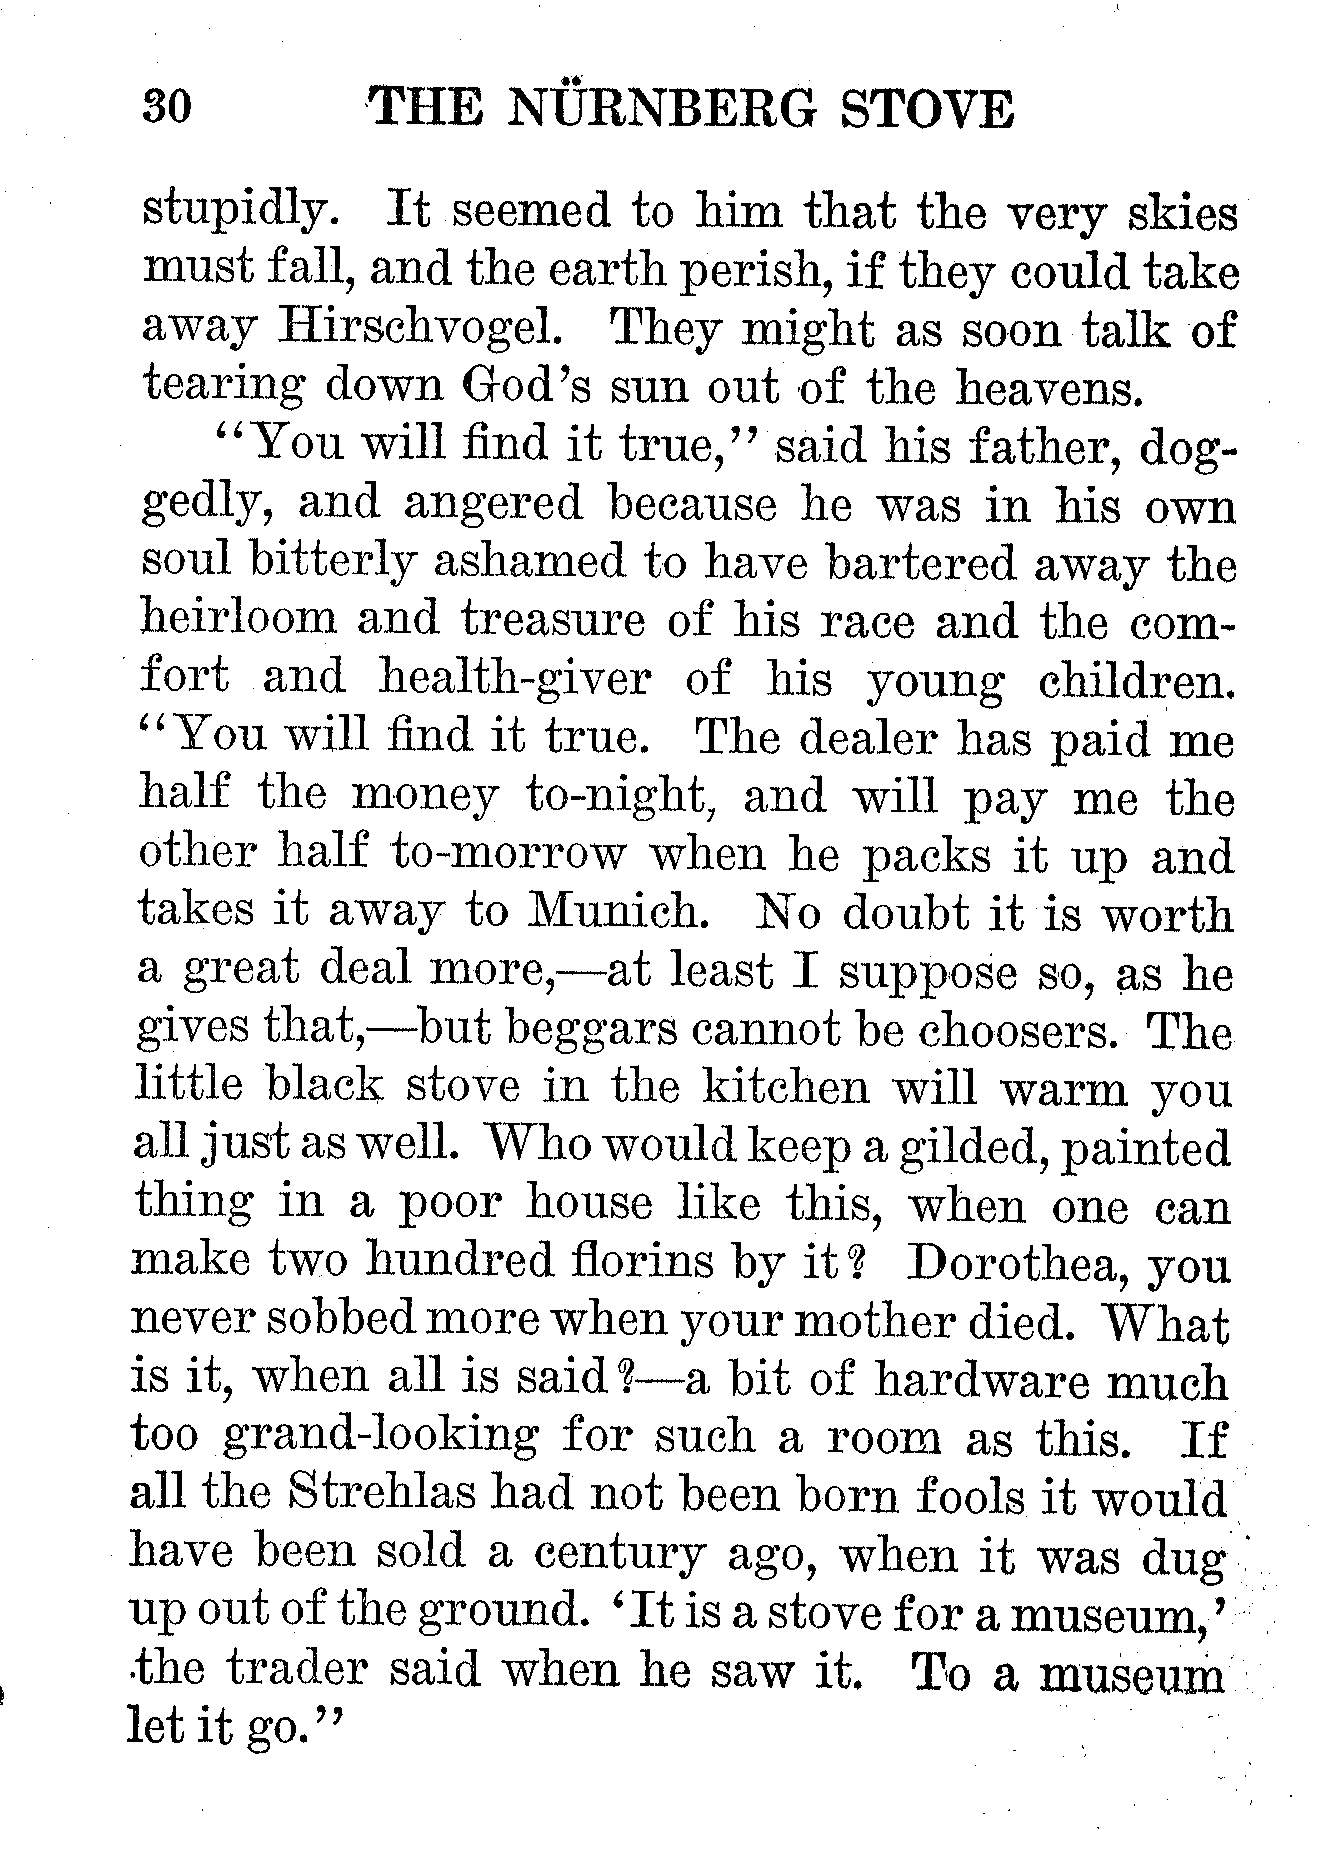 30 THE NÜRNBERG STOVE
stupidly. It seemed to him that the very skies
must fall, and the earth perish, if they could take
away Hirschvogel. They might as soon talk of
tearing down God's sun out of the heavens.
"You will find it true," said his father, dog-
gedly, and angered because he was in his own
soul bitterly ashamed to have bartered away the
heirloom and treasure of his race and the com-
fort and health-giver of his young children.
"You will find it true. The dealer has paid me
half the money to-night, and will pay me the
other half to-morrow when he packs it up and
takes it away to Munich. No doubt it is worth
a great deal more,—at least I suppose so, as he
gives that,—but beggars cannot be choosers. The
little black stove in the kitchen will warm you
all just as well. Who would keep a gilded, painted
thing in a poor house like this, when one can
make two hundred florins by it? Dorothea, you
never sobbed more when your mother died. What
is it, when all is said?—a bit of hardware much
too grand-looking for such a room as this. If
all the Strehlas had not been born fools it would
have been sold a century ago, when it was dug
up out of the ground. 'It is a stove for a museum,'
the trader said when he saw it. To a museum
let it go."